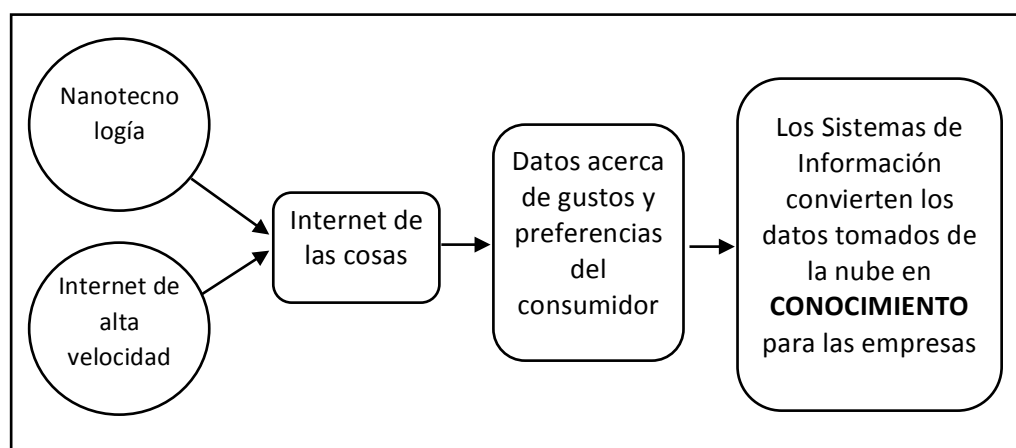 Nanotecno
logía
Internet de
alta
velocidad
Internet de
las cosas
Datos acerca
de gustos y
preferencias
del
consumidor
Los Sistemas de
Información
convierten los
datos tomados de
la nube en
CONOCIMIENTO
para las empresas